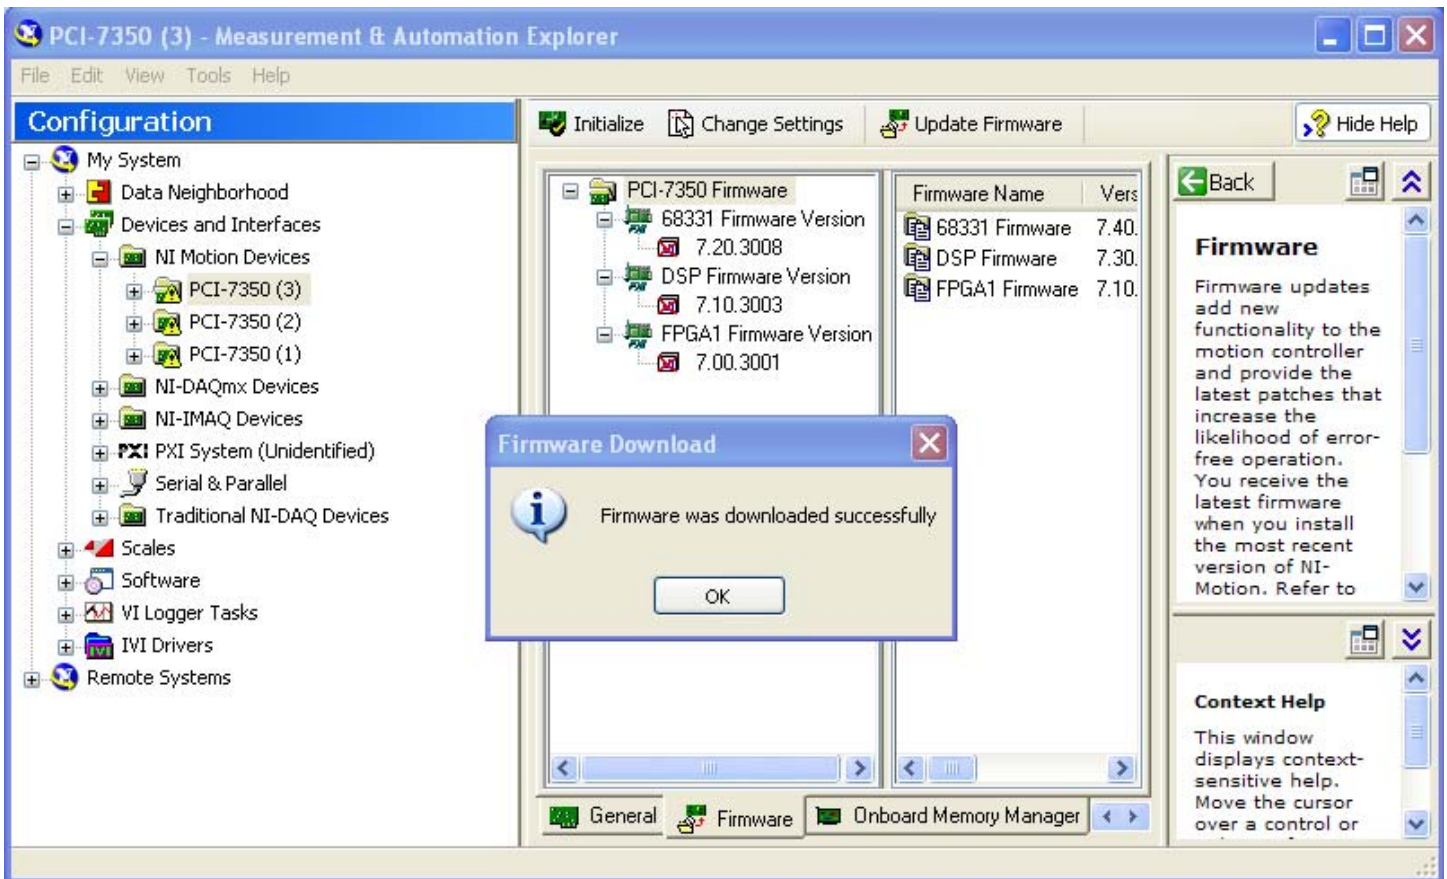 PCI-7350 (3) - Measurement & Automation Explorer
File Edit View Tools Help
Configuration
My System
Data Neighborhood
Devices and Interfaces
NI Motion Devices
PCI-7350 (3)
PCI-7350 (2)
PCI-7350 (1)
NI-DAQmx Devices
NI-IMAQ Devices
PXI PXI System (Unidentified)
Serial & Parallel
Traditional NI-DAQ Devices
Scales
Software
VI Logger Tasks
IVI Drivers
Remote Systems
Initialize Change Settings Update Firmware Hide Help
PCI-7350 Firmware
68331 Firmware Version
7.20.3008
DSP Firmware Version
7.10.3003
FPGA1 Firmware Version
7.00.3001
Firmware Name Vers
68331 Firmware 7.40.
DSP Firmware 7.30.
FPGA1 Firmware 7.10.
Firmware Download
Firmware was downloaded successfully
OK
General Firmware Onboard Memory Manager
Back
Firmware
Firmware updates
add new
functionality to the
motion controller
and provide the
latest patches that
increase the
likelihood of error-
free operation.
You receive the
latest firmware
when you install
the most recent
version of NI-
Motion. Refer to
Context Help
This window
displays context-
sensitive help.
Move the cursor
over a control or